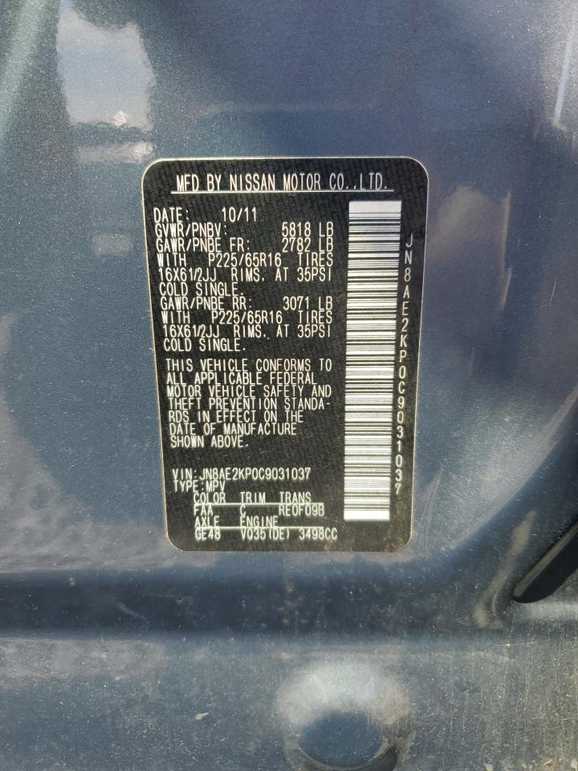 MFD BY NISSAN MOTOR CO.,LTD.
DATE: 10/11
GVWR/PNBV: 5818 LB
GAWR/PNBE FR: 2782 LB
WITH P225/65R16 TIRES
16X61/2JJ RIMS. AT 35PSI
COLD SINGLE.
GAWR/PNBE RR: 3071 LB
WITH P225/65R16 TIRES
16X61/2JJ RIMS. AT 35PSI
COLD SINGLE.
THIS VEHICLE CONFORMS TO
ALL APPLICABLE FEDERAL
MOTOR VEHICLE SAFETY AND
THEFT PREVENTION STANDA-
RDS IN EFFECT ON THE
DATE OF MANUFACTURE
SHOWN ABOVE.
VIN:JN8AE2KP0C9031037
TYPE:MPV
COLOR TRIM TRANS
FAA C RE0F09B
AXLE ENGINE
GE48 VQ35(DE) 3498CC
JN8AE2KP0C9031037